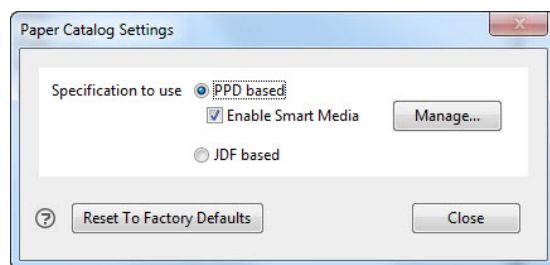 Paper Catalog Settings
Specification to use PPD based
Enable Smart Media Manage...
JDF based
? Reset To Factory Defaults Close